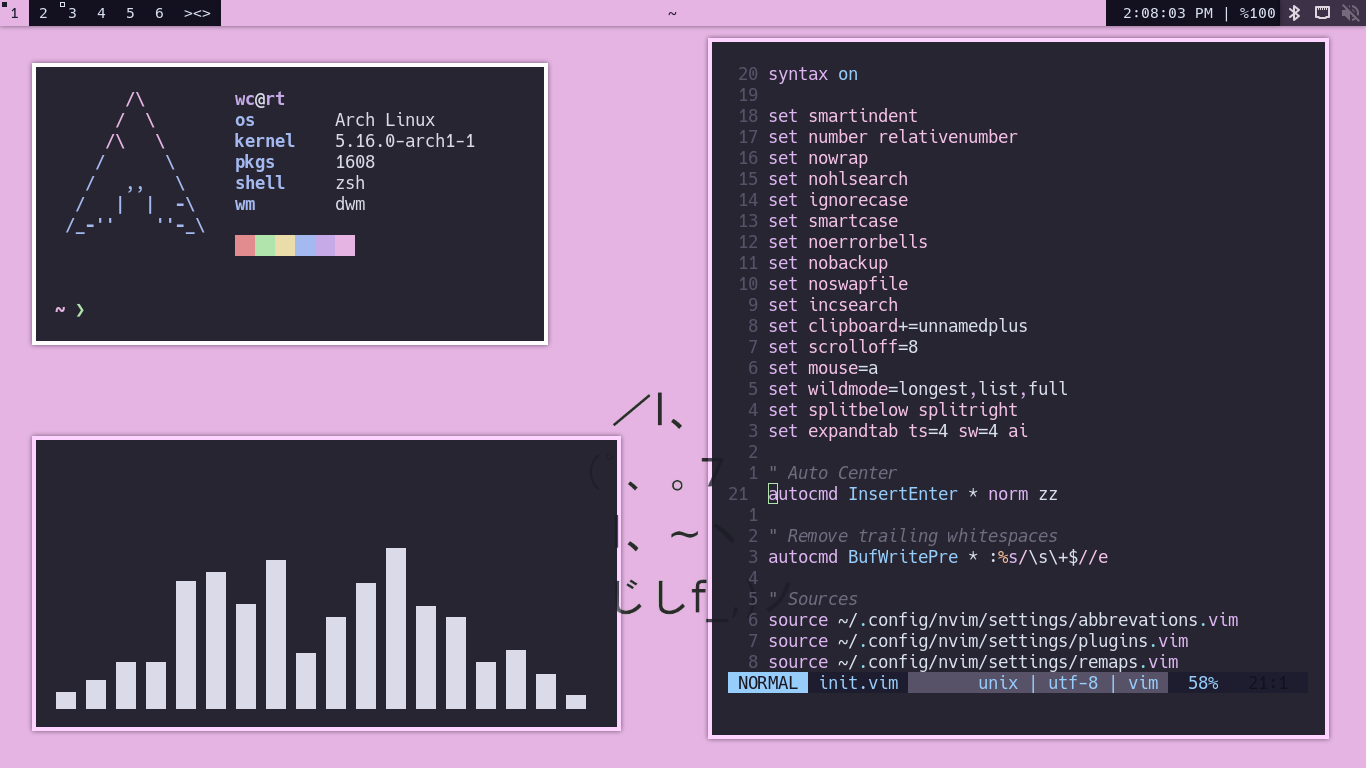 1 2 3 4 5 6 ><>
~
2:08:03 PM | %100
/\
/  \
/\   \
/      \
/   ,,   \
/   |  |  -\
/_-''    ''-_\
wc@rt
os Arch Linux
kernel 5.16.0-arch1-1
pkgs 1608
shell zsh
wm dwm
~ ❯
／l、
（ﾟ､ 。７
l、~ヽ
じしf_,)ノ
20 syntax on
19
18 set smartindent
17 set number relativenumber
16 set nowrap
15 set nohlsearch
14 set ignorecase
13 set smartcase
12 set noerrorbells
11 set nobackup
10 set noswapfile
9 set incsearch
8 set clipboard+=unnamedplus
7 set scrolloff=8
6 set mouse=a
5 set wildmode=longest,list,full
4 set splitbelow splitright
3 set expandtab ts=4 sw=4 ai
2
1 " Auto Center
21 autocmd InsertEnter * norm zz
1
2 " Remove trailing whitespaces
3 autocmd BufWritePre * :%s/\s\+$//e
4
5 " Sources
6 source ~/.config/nvim/settings/abbrevations.vim
7 source ~/.config/nvim/settings/plugins.vim
8 source ~/.config/nvim/settings/remaps.vim
NORMAL init.vim unix | utf-8 | vim 58% 21:1